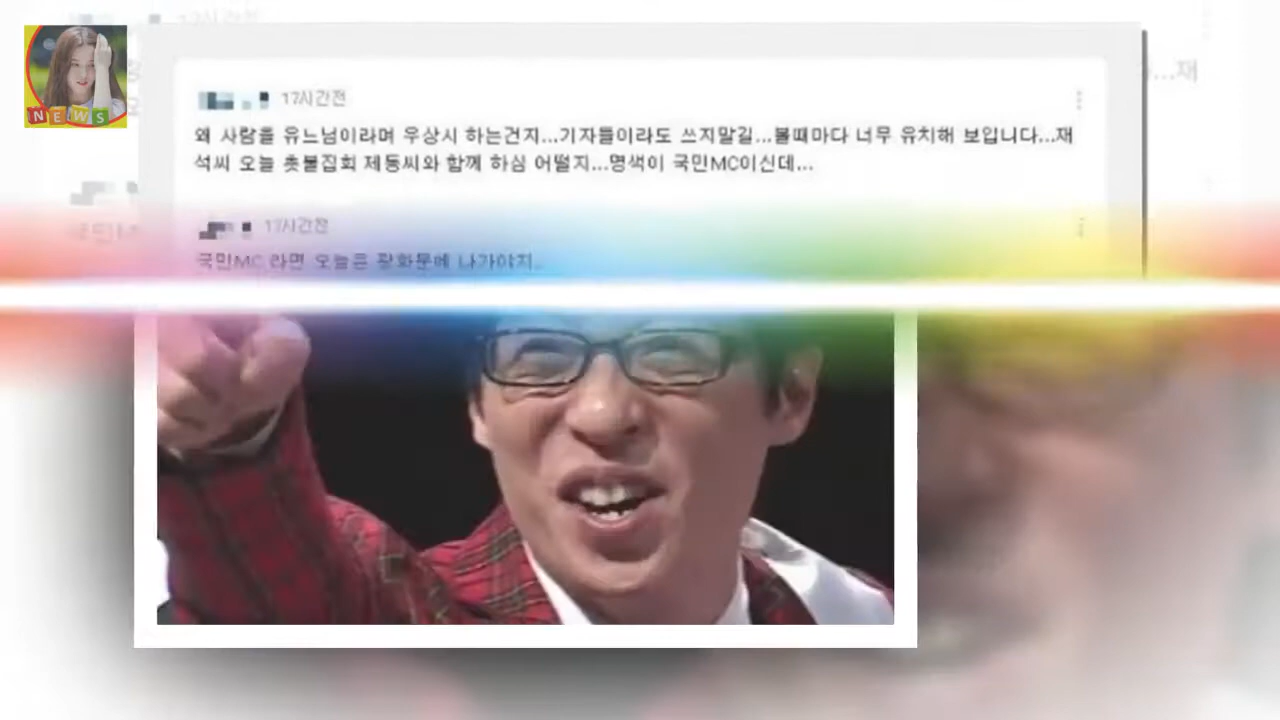 NEWS
17시간전
왜 사람을 유느님이라며 우상시 하는건지...기자들이라도 쓰지말길...볼때마다 너무 유치해 보입니다...재
석씨 오늘 촛불집회 제동씨와 함께 하심 어떨지...명색이 국민MC이신데...
17시간전
국민MC 라면 오늘은 광화문에 나가야지..